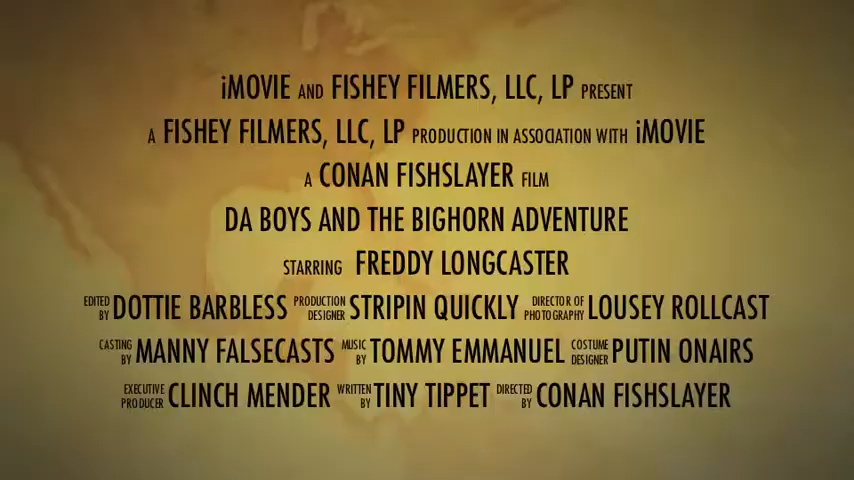 iMOVIE AND FISHEY FILMERS, LLC, LP PRESENT
A FISHEY FILMERS, LLC, LP PRODUCTION IN ASSOCIATION WITH iMOVIE
A CONAN FISHSLAYER FILM
DA BOYS AND THE BIGHORN ADVENTURE
STARRING FREDDY LONGCASTER
EDITED BY DOTTIE BARBLESS PRODUCTION DESIGNER STRIPIN QUICKLY DIRECTOR OF PHOTOGRAPHY LOUSEY ROLLCAST
CASTING BY MANNY FALSECASTS MUSIC BY TOMMY EMMANUEL COSTUME DESIGNER PUTIN ONAIRS
EXECUTIVE PRODUCER CLINCH MENDER WRITTEN BY TINY TIPPET DIRECTED BY CONAN FISHSLAYER